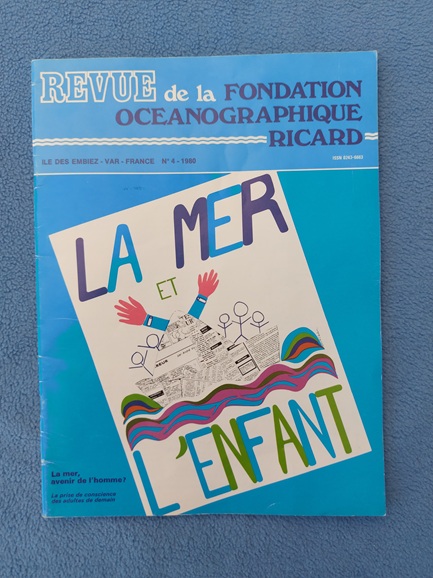 REVUE de la FONDATION
OCEANOGRAPHIQUE
RICARD
ILE DES EMBIEZ - VAR - FRANCE N° 4 - 1980
LA MER
ET
L'ENFANT
La mer,
avenir de l'homme?
La prise de conscience
des adultes de demain